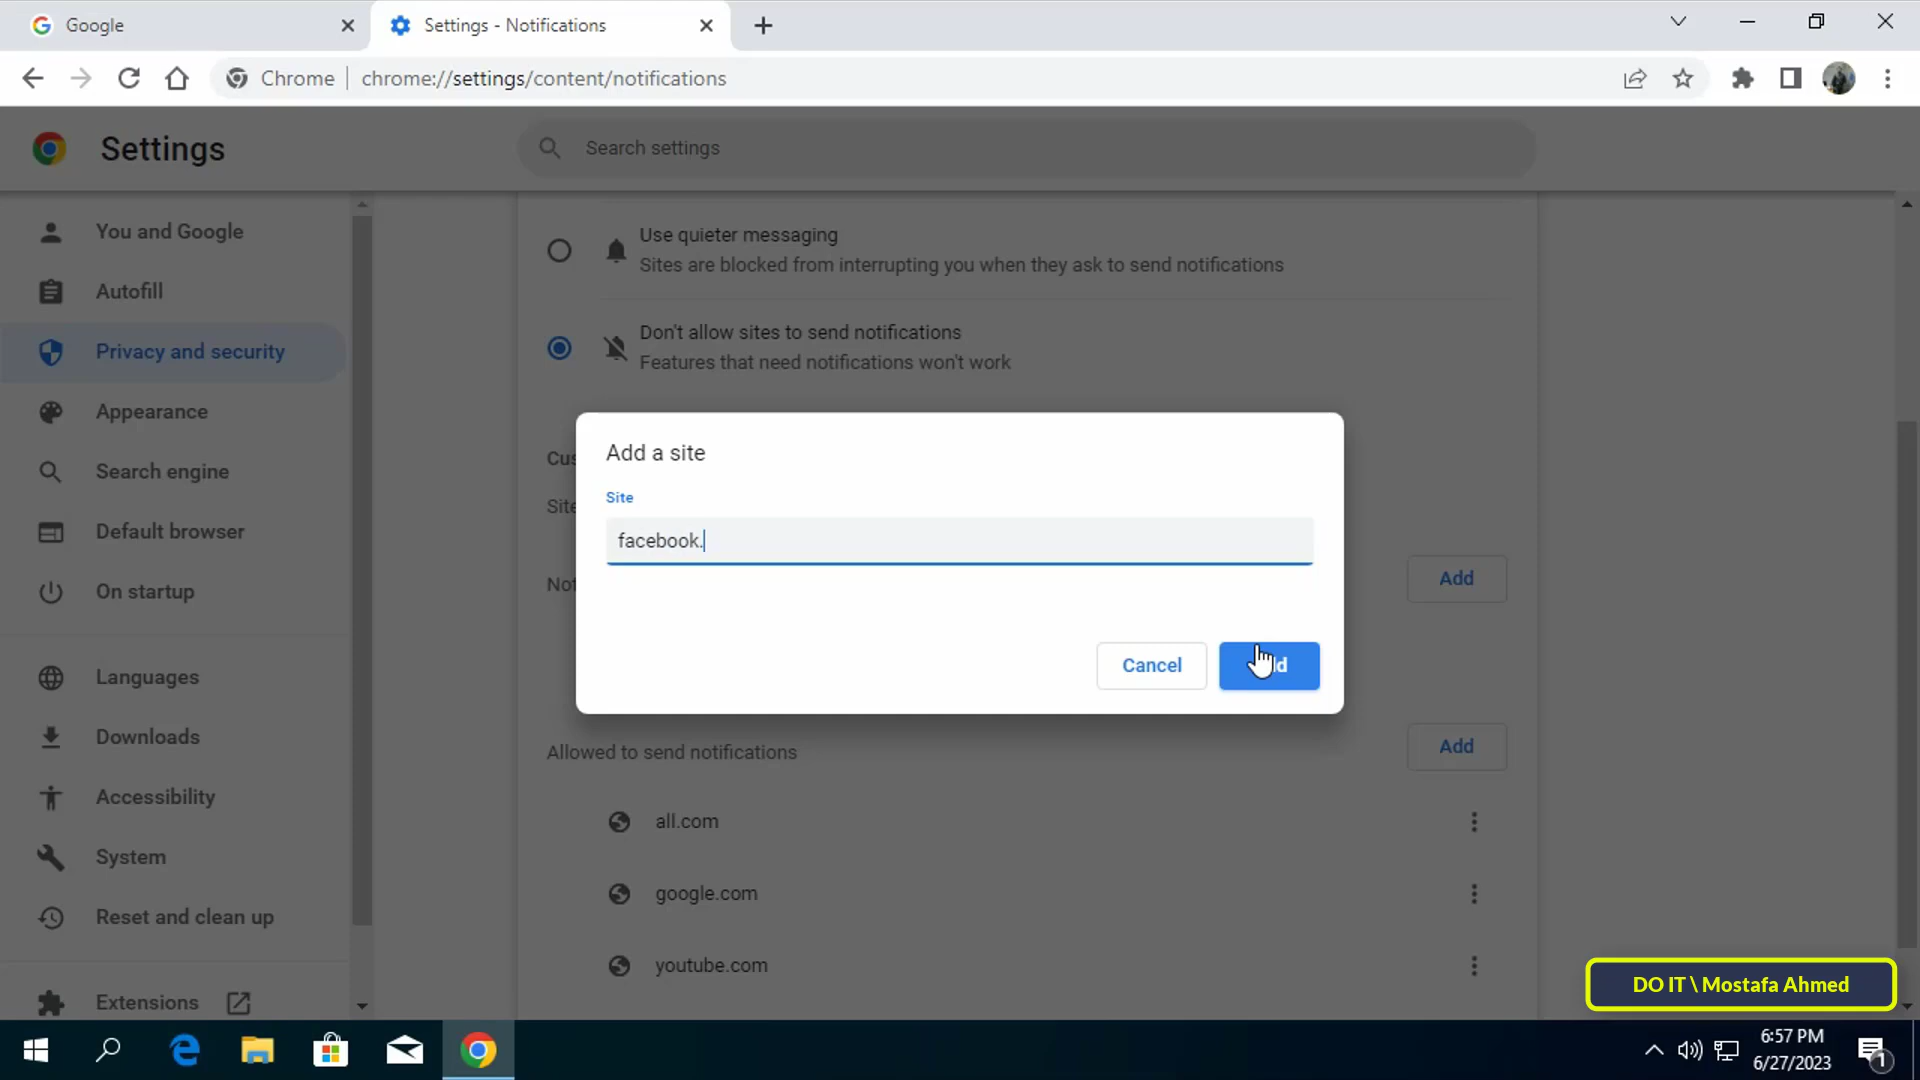 Google
Settings - Notifications
Chrome
chrome://settings/content/notifications
Settings
Search settings
You and Google
Autofill
Privacy and security
Appearance
Search engine
Default browser
On startup
Languages
Downloads
Accessibility
System
Reset and clean up
Extensions
Use quieter messaging
Sites are blocked from interrupting you when they ask to send notifications
Don't allow sites to send notifications
Features that need notifications won't work
Cus
Site
Not
Add
Add a site
Site
facebook.
Cancel
Allowed to send notifications
Add
all.com
google.com
youtube.com
DO IT \ Mostafa Ahmed
6:57 PM
6/27/2023
1